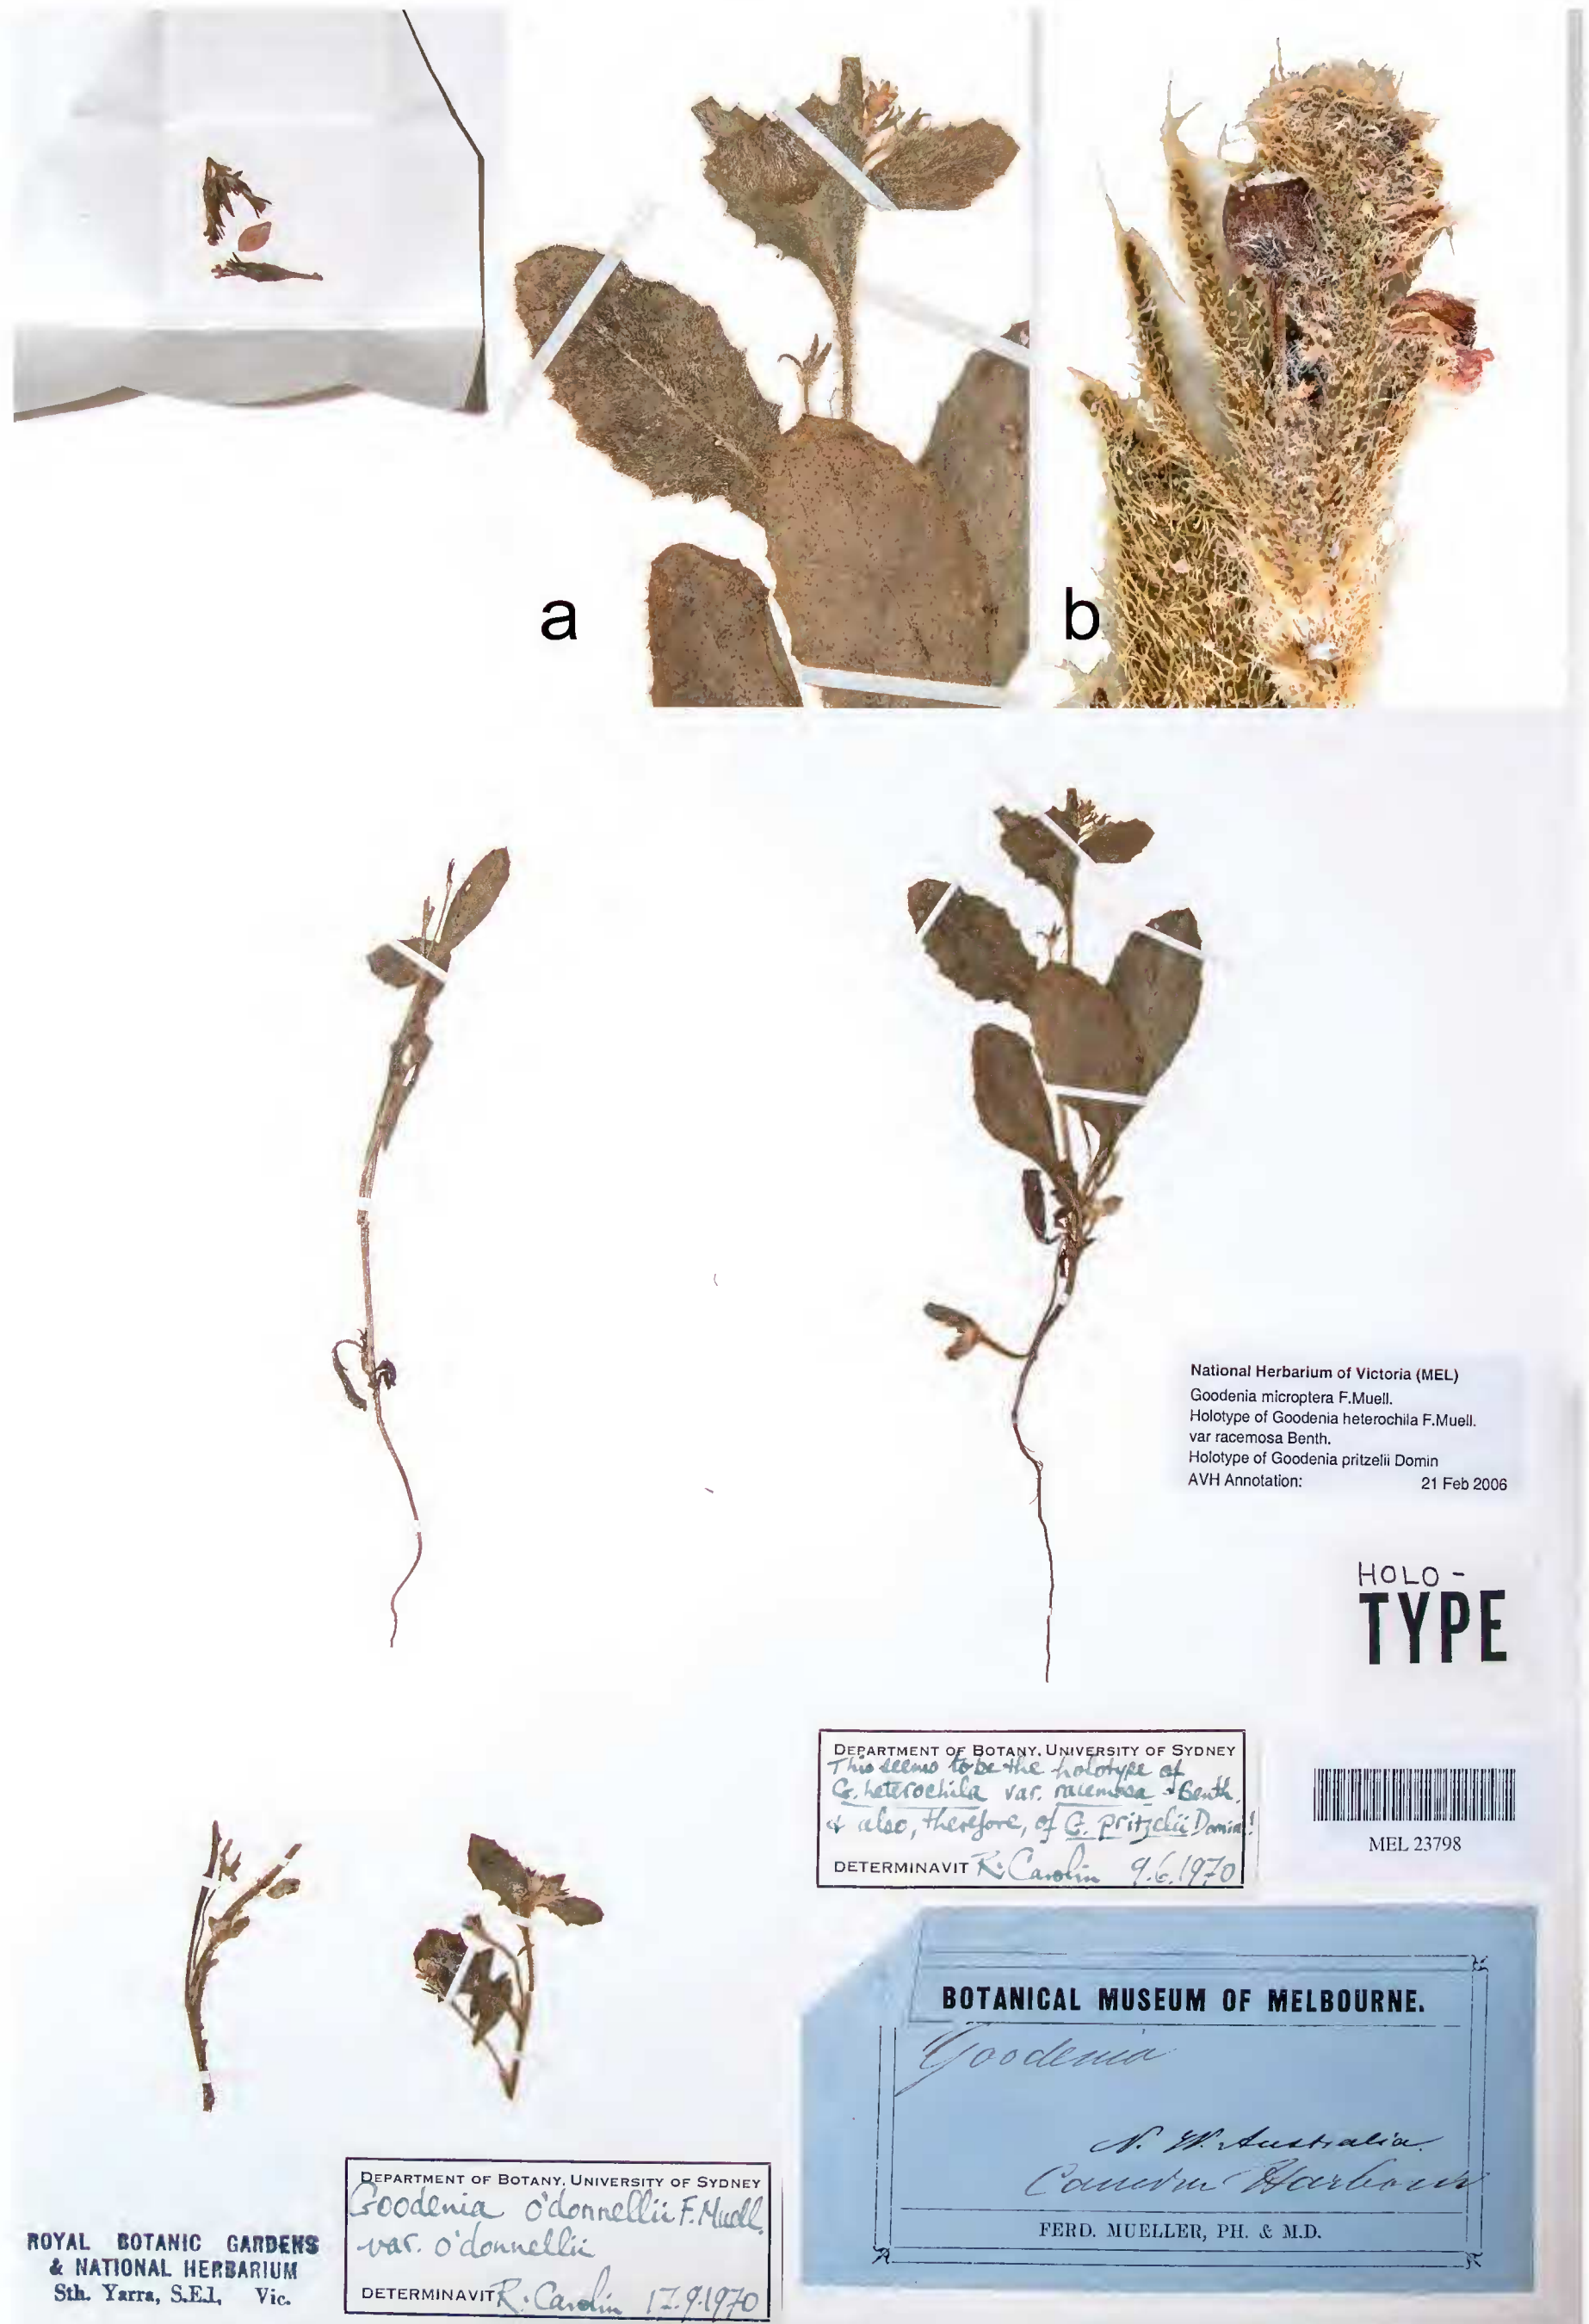 a
b
National Herbarium of Victoria (MEL)
Goodenia microptera F.Muell.
Holotype of Goodenia heterochila F.Muell.
var racemosa Benth.
Holotype of Goodenia pritzelii Domin
AVH Annotation: 21 Feb 2006
HOLO-
TYPE
DEPARTMENT OF BOTANY, UNIVERSITY OF SYDNEY
This seems to be the holotype of
G. heterochila var. racemosa Benth.
& also, therefore, of G. pritzelii Domin!
DETERMINAVIT R. Carolin 9.6.1970
MEL 23798
BOTANICAL MUSEUM OF MELBOURNE.
Goodenia
N. W. Australia.
Camden Harbour
FERD. MUELLER, PH. & M.D.
DEPARTMENT OF BOTANY, UNIVERSITY OF SYDNEY
Goodenia o'donnellii F. Muell.
var. o'donnellii
DETERMINAVIT R. Carolin 17.9.1970
ROYAL BOTANIC GARDENS
& NATIONAL HERBARIUM
Sth. Yarra, S.E.1, Vic.